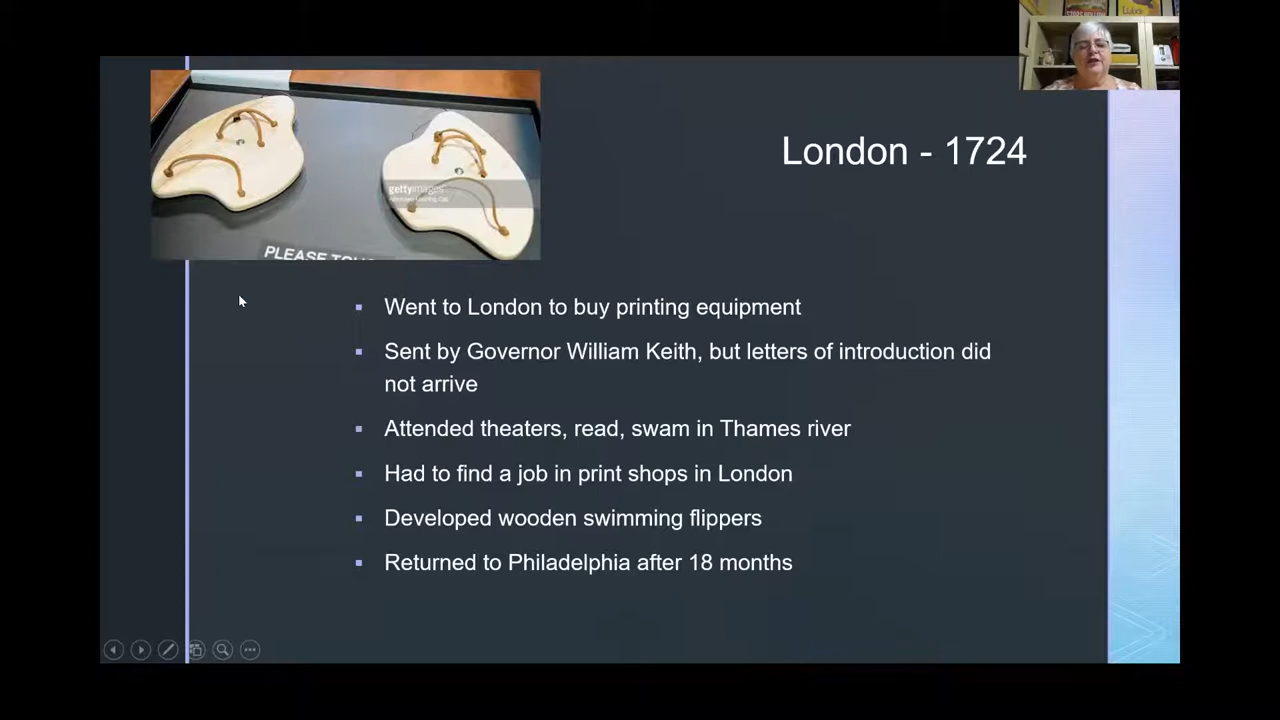 London - 1724
gettyimages
PLEASE
Went to London to buy printing equipment
Sent by Governor William Keith, but letters of introduction did
not arrive
Attended theaters, read, swam in Thames river
Had to find a job in print shops in London
Developed wooden swimming flippers
Returned to Philadelphia after 18 months